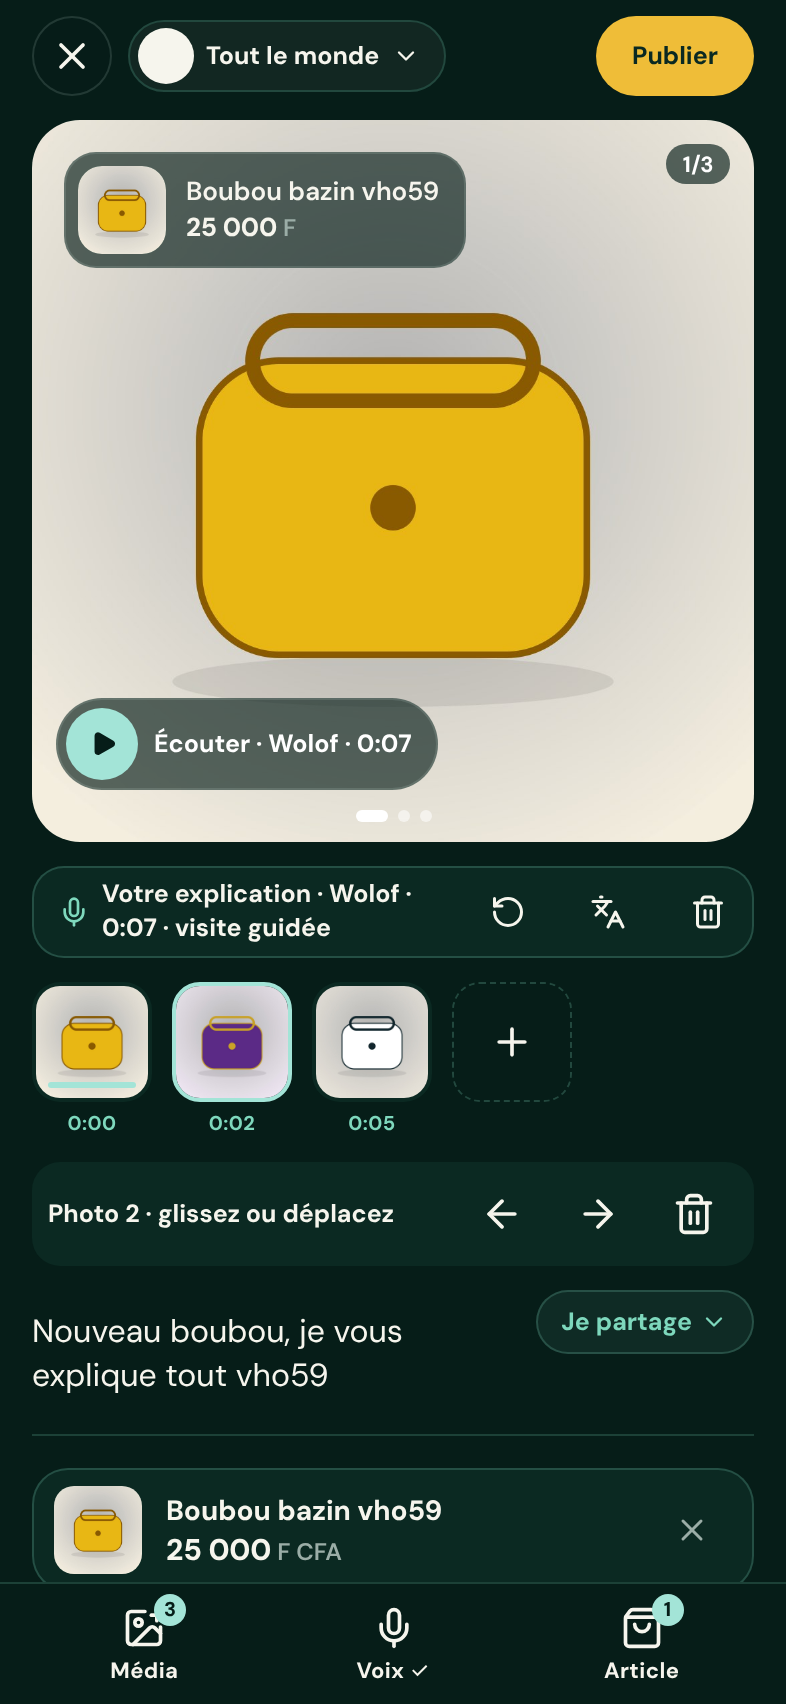 Tout le monde
Publier
Boubou bazin vho59
25 000 F
1/3
Écouter · Wolof · 0:07
Votre explication · Wolof ·
0:07 · visite guidée
0:00
0:02
0:05
Photo 2 · glissez ou déplacez
Nouveau boubou, je vous
explique tout vho59
Je partage
Boubou bazin vho59
25 000 F CFA
3
1
Média
Voix ✓
Article